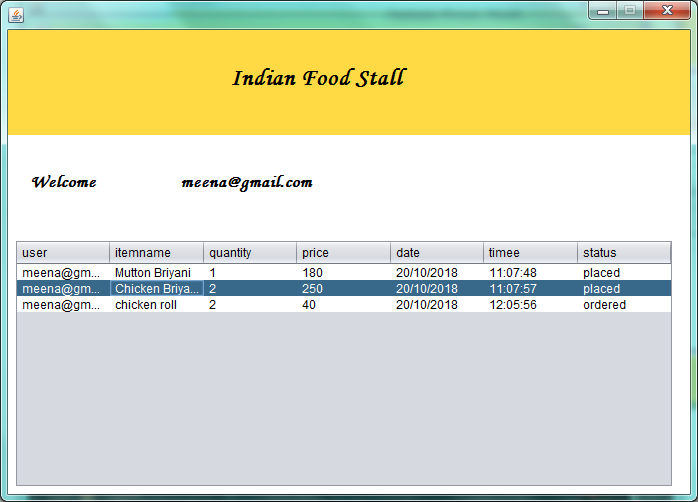 Indian Food Stall
Welcome meena@gmail.com
user itemname quantity price date timee status
meena@gm... Mutton Briyani 1 180 20/10/2018 11:07:48 placed
meena@gm... Chicken Briya... 2 250 20/10/2018 11:07:57 placed
meena@gm... chicken roll 2 40 20/10/2018 12:05:56 ordered